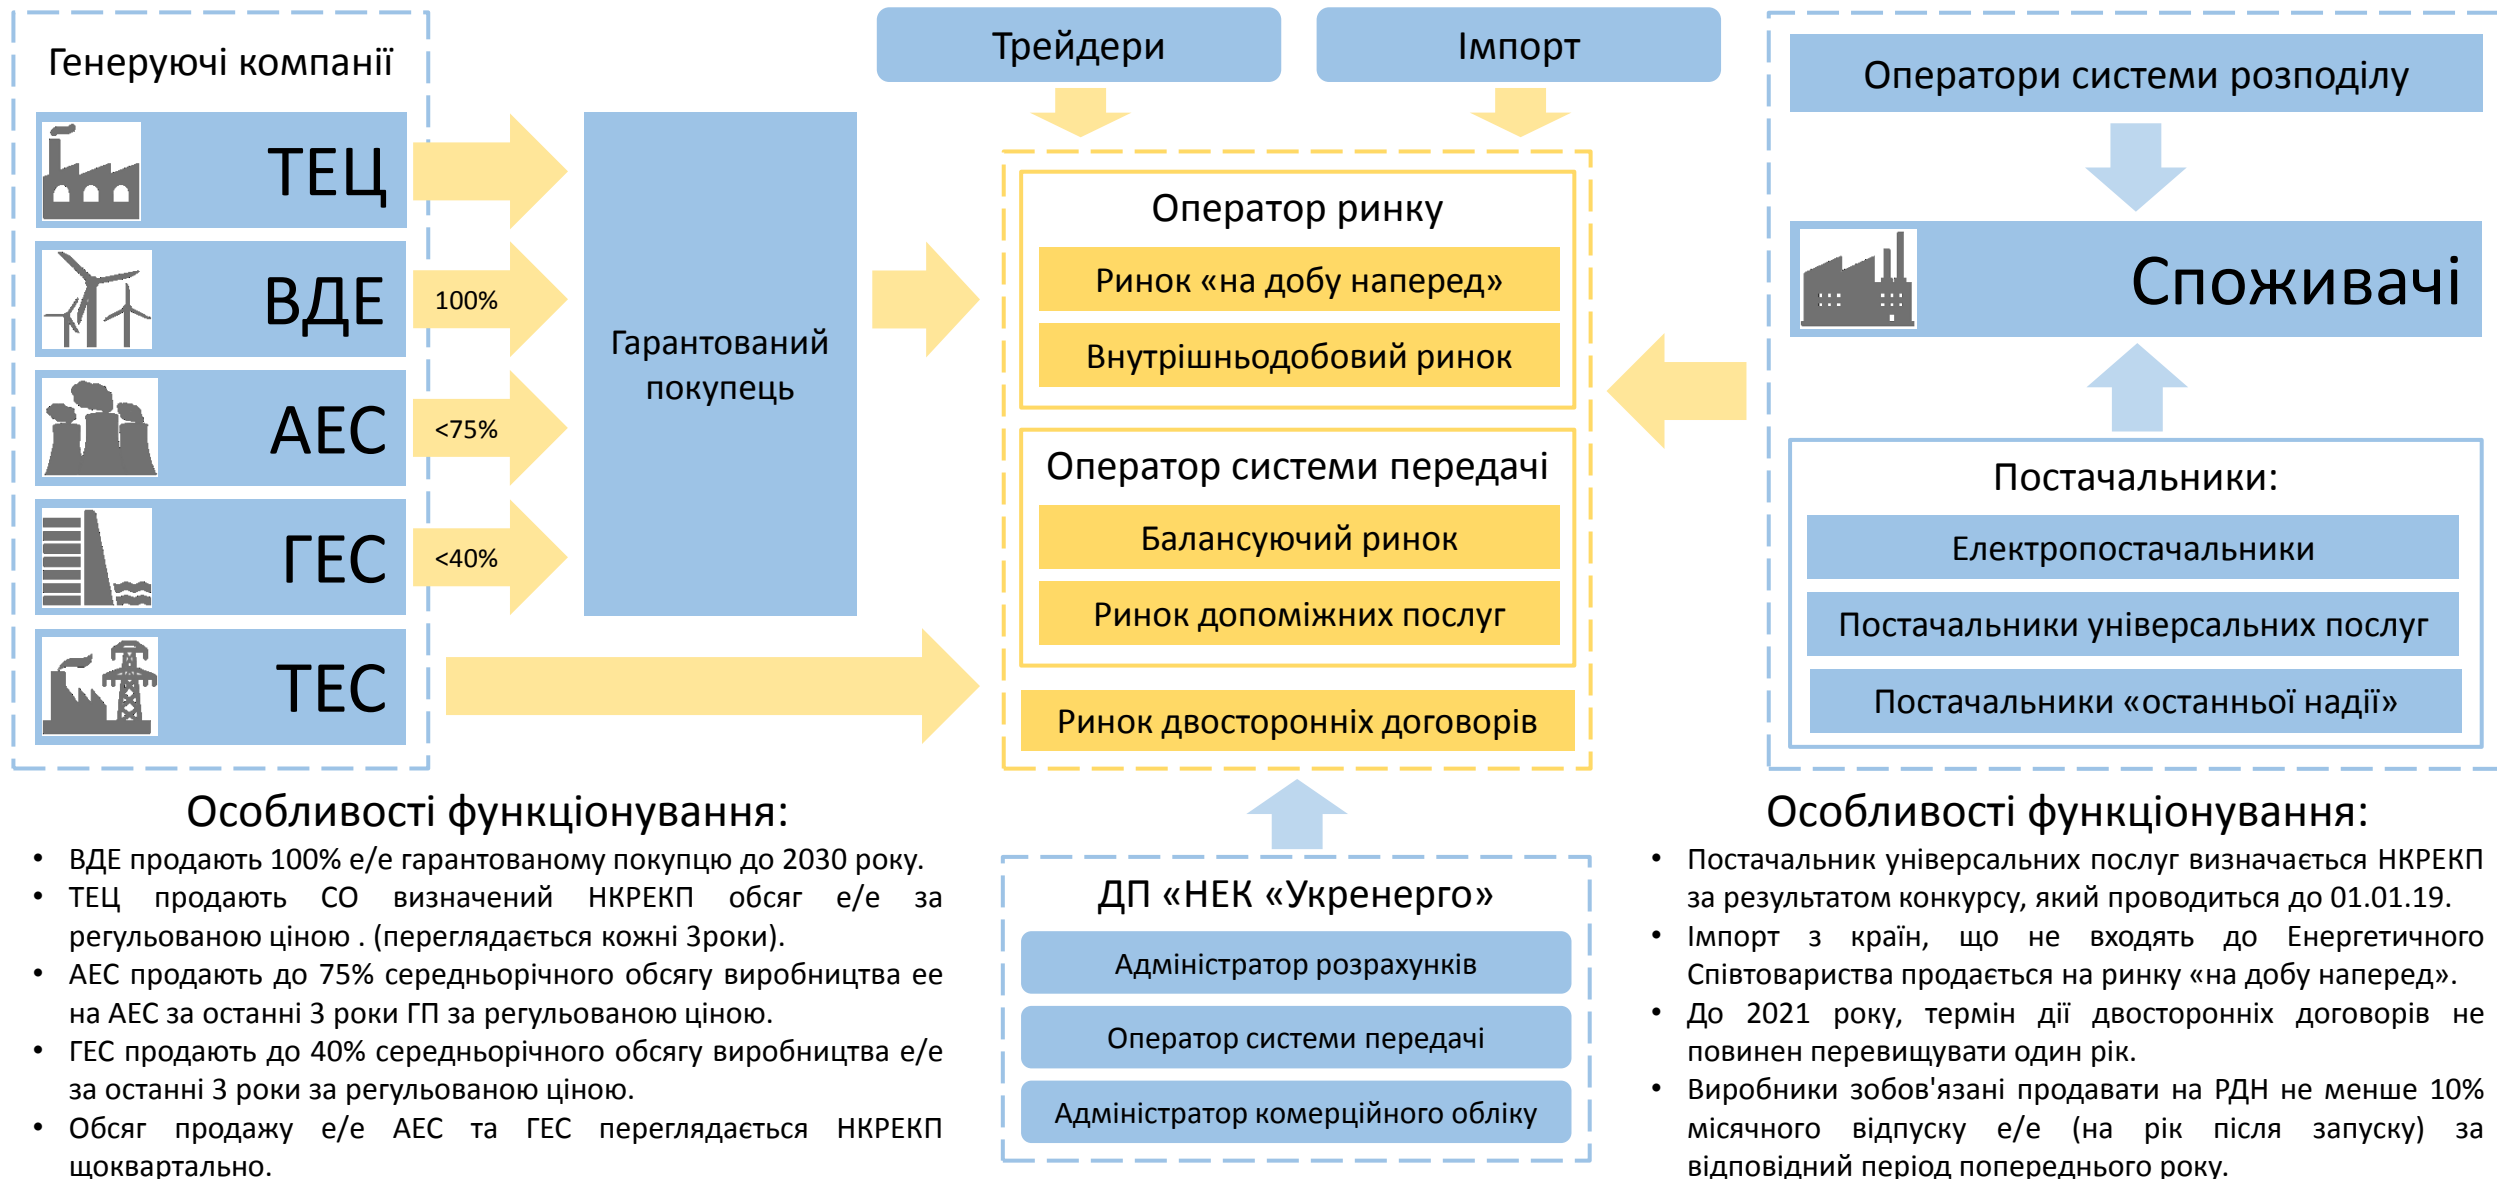 Генеруючі компанії
ТЕЦ
ВДЕ
100%
АЕС
<75%
ГЕС
<40%
ТЕС
Гарантований
покупець
Трейдери
Імпорт
Оператор ринку
Ринок «на добу наперед»
Внутрішньодобовий ринок
Оператор системи передачі
Балансуючий ринок
Ринок допоміжних послуг
Ринок двосторонніх договорів
Оператори системи розподілу
Споживачі
Постачальники:
Електропостачальники
Постачальники універсальних послуг
Постачальники «останньої надії»
Особливості функціонування:
• ВДЕ продають 100% е/е гарантованому покупцю до 2030 року.
• ТЕЦ продають СО визначений НКРЕКП обсяг е/е за
регульованою ціною . (переглядається кожні 3роки).
• АЕС продають до 75% середньорічного обсягу виробництва ее
на АЕС за останні 3 роки ГП за регульованою ціною.
• ГЕС продають до 40% середньорічного обсягу виробництва е/е
за останні 3 роки за регульованою ціною.
• Обсяг продажу е/е АЕС та ГЕС переглядається НКРЕКП
щоквартально.
ДП «НЕК «Укренерго»
Адміністратор розрахунків
Оператор системи передачі
Адміністратор комерційного обліку
Особливості функціонування:
• Постачальник універсальних послуг визначається НКРЕКП
за результатом конкурсу, який проводиться до 01.01.19.
• Імпорт з країн, що не входять до Енергетичного
Співтовариства продається на ринку «на добу наперед».
• До 2021 року, термін дії двосторонніх договорів не
повинен перевищувати один рік.
• Виробники зобов'язані продавати на РДН не менше 10%
місячного відпуску е/е (на рік після запуску) за
відповідний період попереднього року.